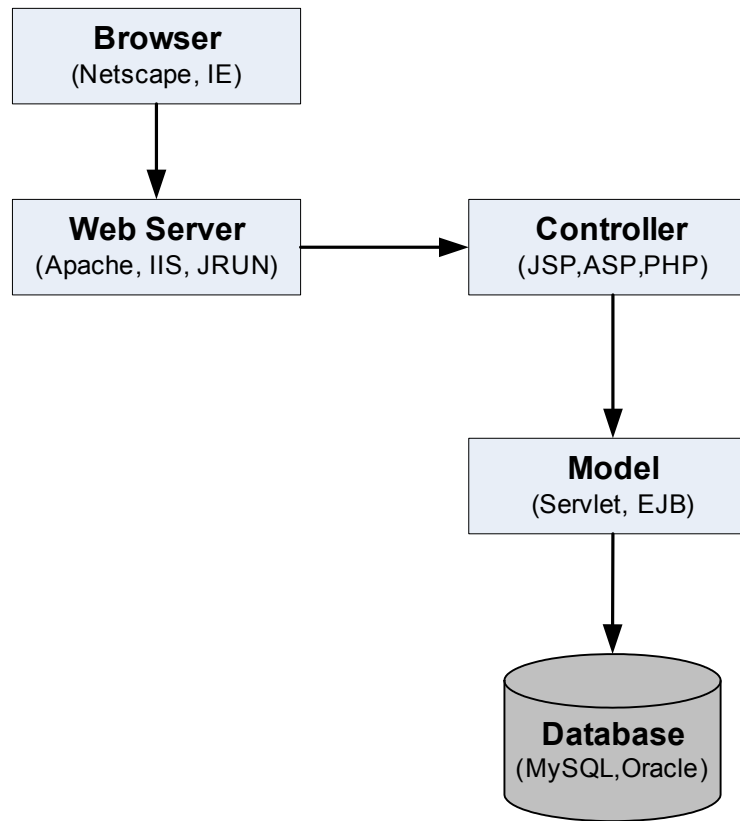 Browser
(Netscape, IE)
Web Server
(Apache, IIS, JRUN)
Controller
(JSP,ASP,PHP)
Model
(Servlet, EJB)
Database
(MySQL,Oracle)